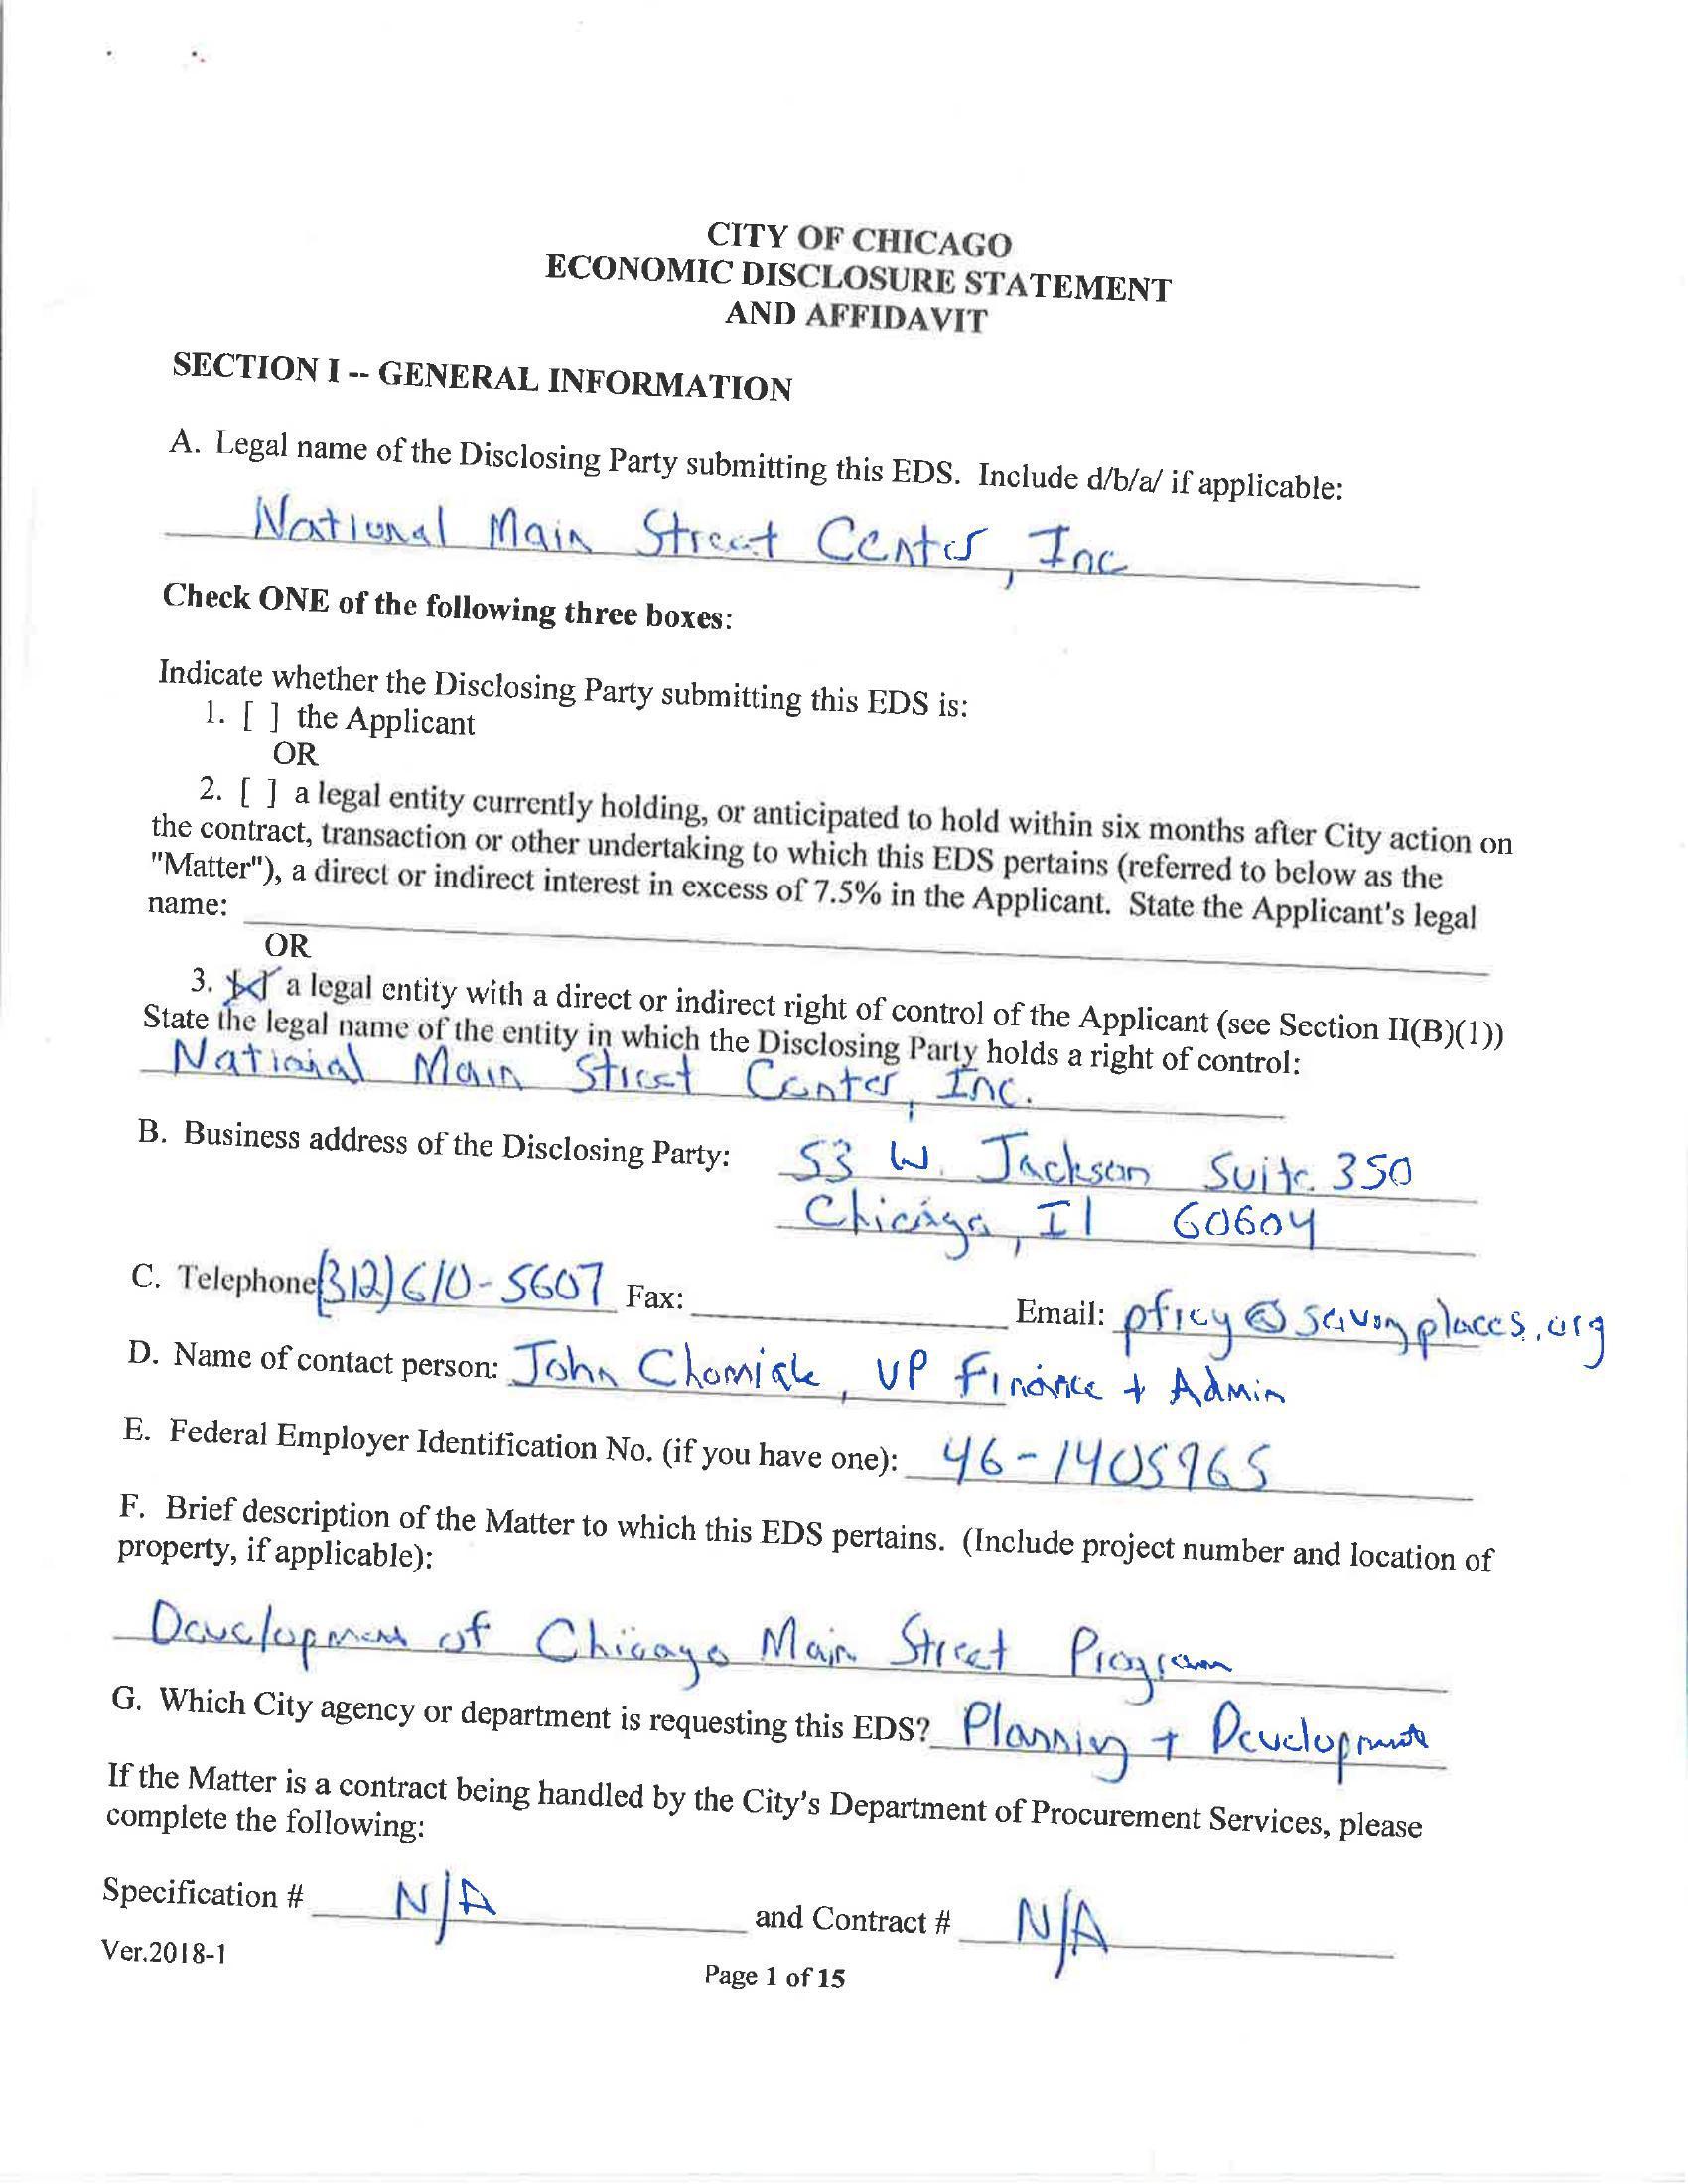 CITY OF CHICAGO
ECONOMIC DISCLOSURE STATEMENT
AND AFFIDAVIT
SECTION I -- GENERAL INFORMATION
A. Legal name of the Disclosing Party submitting this EDS. Include d/b/a/ if applicable:
National Main Street Center, Inc
Check ONE of the following three boxes:
Indicate whether the Disclosing Party submitting this EDS is:
1. [ ] the Applicant
OR
2. [ ] a legal entity currently holding, or anticipated to hold within six months after City action on
the contract, transaction or other undertaking to which this EDS pertains (referred to below as the
"Matter"), a direct or indirect interest in excess of 7.5% in the Applicant. State the Applicant's legal
name:
OR
3. [x] a legal entity with a direct or indirect right of control of the Applicant (see Section II(B)(1))
State the legal name of the entity in which the Disclosing Party holds a right of control:
National Main Street Center, Inc.
B. Business address of the Disclosing Party: 53 W. Jackson Suite 350
Chicago, Il 60604
C. Telephone (312) 610-5607 Fax: Email: pfrey@savingplaces.org
D. Name of contact person: John Chomiak, VP Finance + Admin
E. Federal Employer Identification No. (if you have one): 46-1405965
F. Brief description of the Matter to which this EDS pertains. (Include project number and location of
property, if applicable):
Development of Chicago Main Street Program
G. Which City agency or department is requesting this EDS? Planning + Development
If the Matter is a contract being handled by the City's Department of Procurement Services, please
complete the following:
Specification # N/A and Contract # N/A
Ver.2018-1
Page 1 of 15